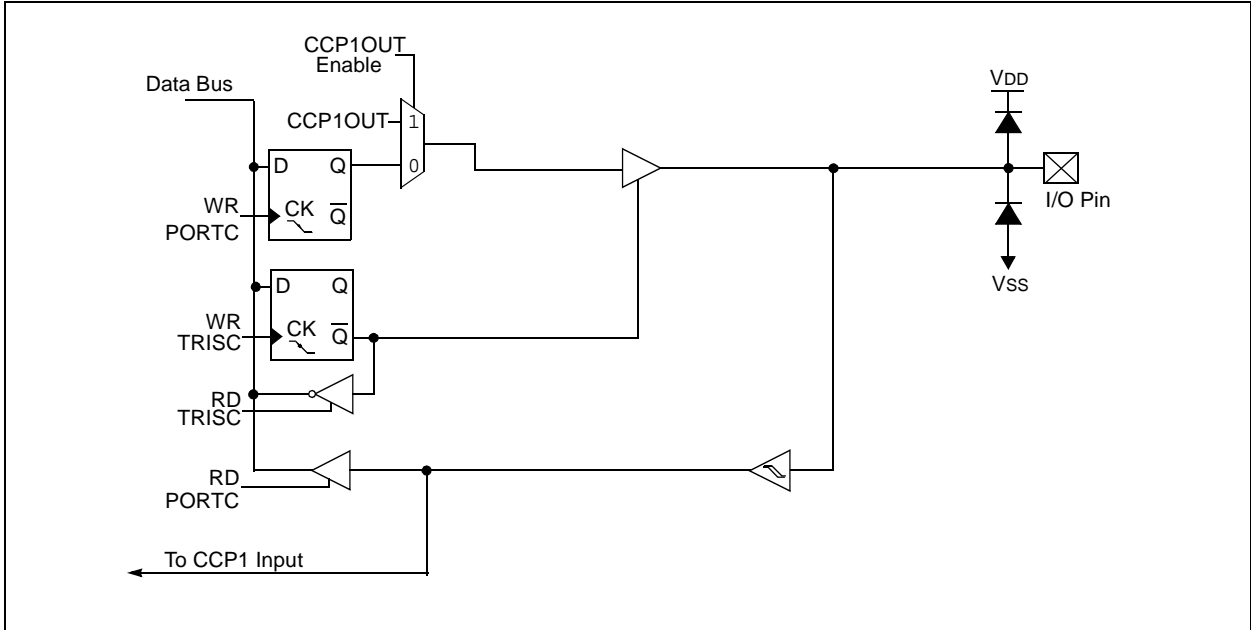 CCP1OUT
Enable
Data Bus
VDD
CCP1OUT
1
0
D Q
CK Q̅
WR
PORTC
I/O Pin
VSS
D Q
CK Q̅
WR
TRISC
RD
TRISC
RD
PORTC
To CCP1 Input